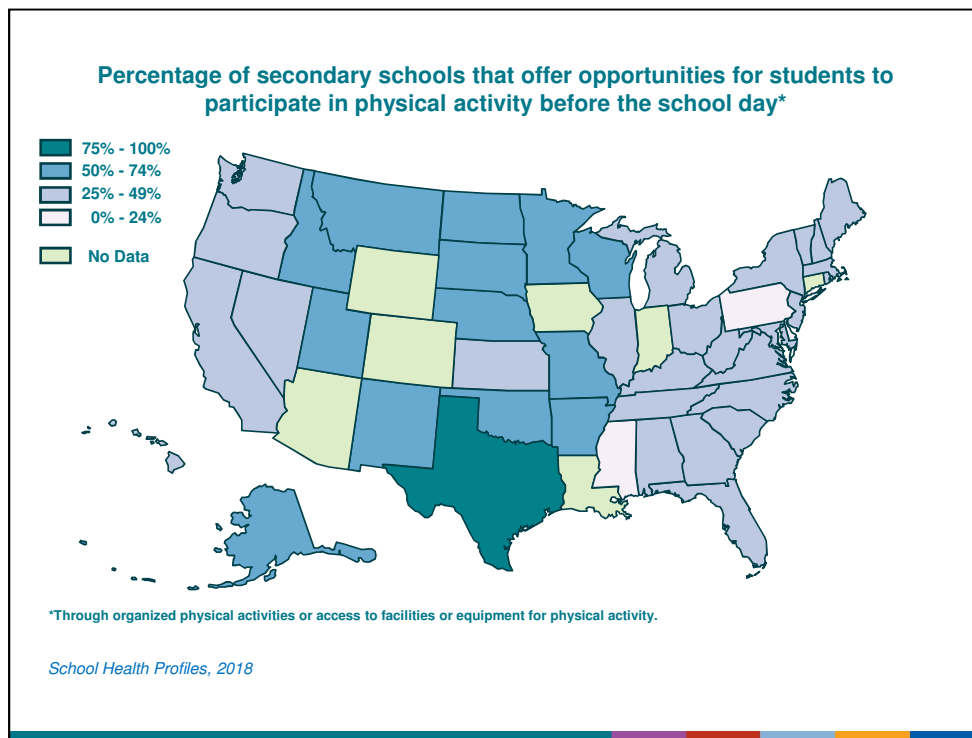 Percentage of secondary schools that offer opportunities for students to
participate in physical activity before the school day*
75% - 100%
50% - 74%
25% - 49%
0% - 24%
No Data
*Through organized physical activities or access to facilities or equipment for physical activity.
School Health Profiles, 2018